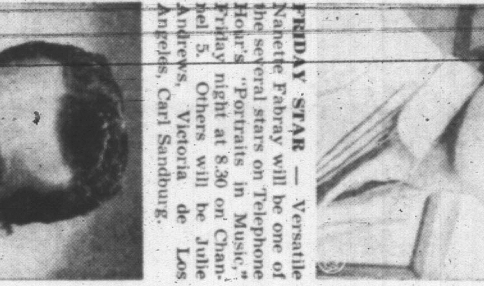 FRIDAY STAR — Versatile
Nanette Fabray will be one of
the several stars on Telephone
Hour's "Portraits in Music,"
Friday night at 8.30 on Chan-
nel 5. Others will be Julie
Andrews, Victoria de Los
Angeles, Carl Sandburg.